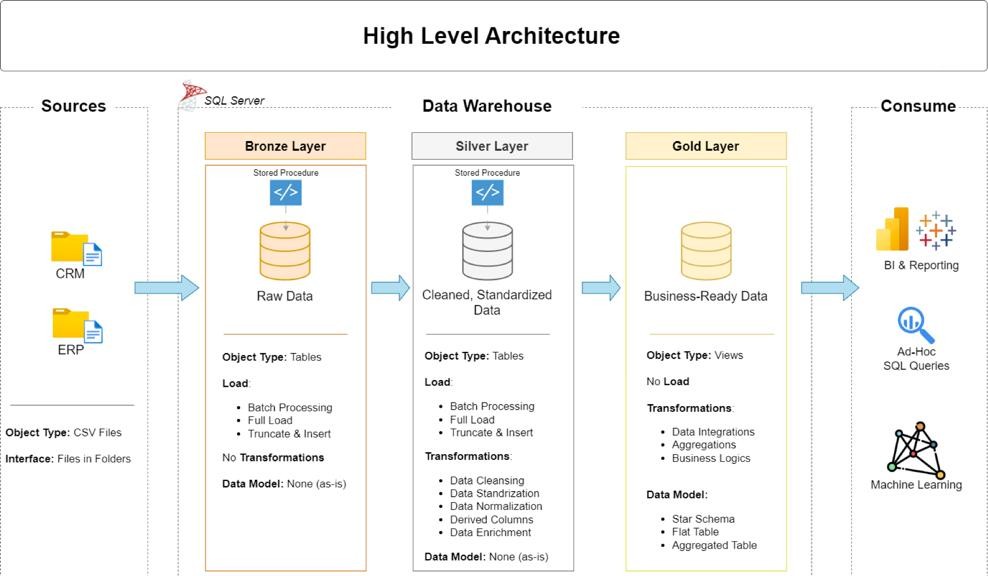 High Level Architecture
Sources
CRM
ERP
Object Type: CSV Files
Interface: Files in Folders
SQL Server
Data Warehouse
Bronze Layer
Stored Procedure
</>
Raw Data
Object Type: Tables
Load:
• Batch Processing
• Full Load
• Truncate & Insert
No Transformations
Data Model: None (as-is)
Silver Layer
Stored Procedure
</>
Cleaned, Standardized
Data
Object Type: Tables
Load:
• Batch Processing
• Full Load
• Truncate & Insert
Transformations:
• Data Cleansing
• Data Standrization
• Data Normalization
• Derived Columns
• Data Enrichment
Data Model: None (as-is)
Gold Layer
Business-Ready Data
Object Type: Views
No Load
Transformations:
• Data Integrations
• Aggregations
• Business Logics
Data Model:
• Star Schema
• Flat Table
• Aggregated Table
Consume
BI & Reporting
Ad-Hoc
SQL Queries
Machine Learning